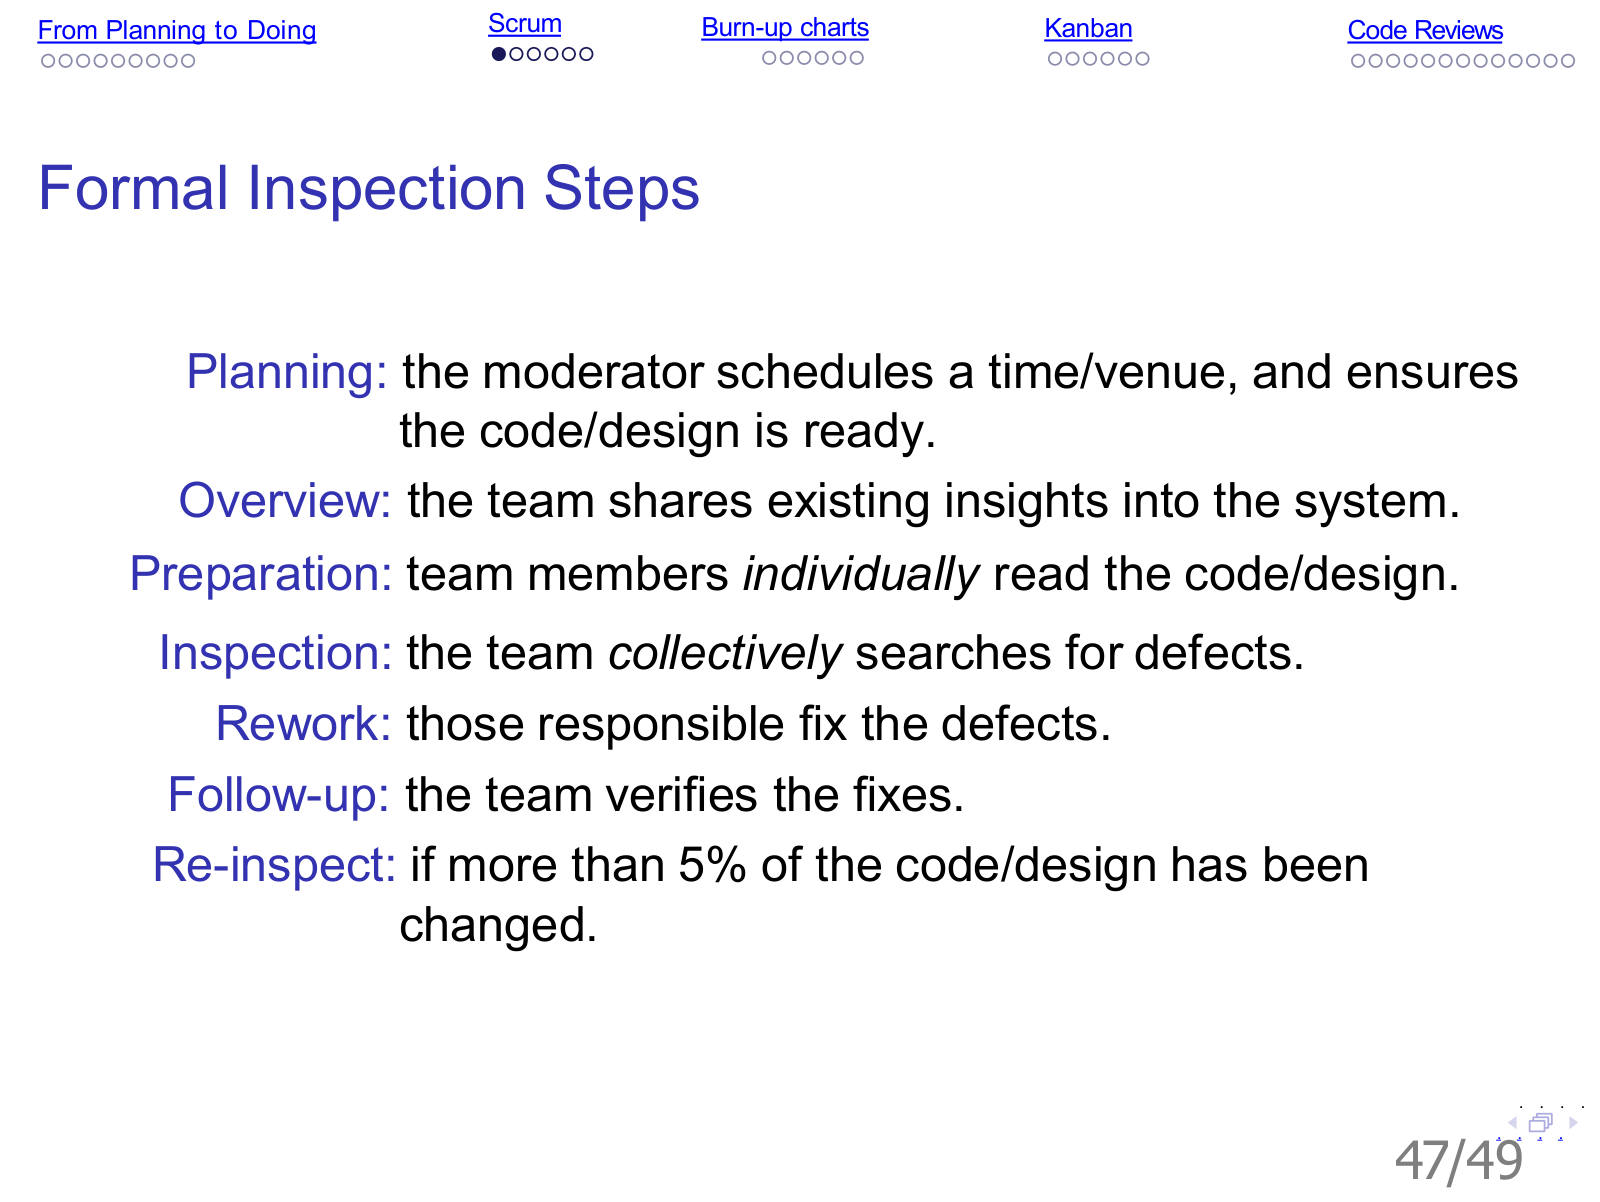 From Planning to Doing
Scrum
Burn-up charts
Kanban
Code Reviews
Formal Inspection Steps
Planning: the moderator schedules a time/venue, and ensures
the code/design is ready.
Overview: the team shares existing insights into the system.
Preparation: team members individually read the code/design.
Inspection: the team collectively searches for defects.
Rework: those responsible fix the defects.
Follow-up: the team verifies the fixes.
Re-inspect: if more than 5% of the code/design has been
changed.
47/49